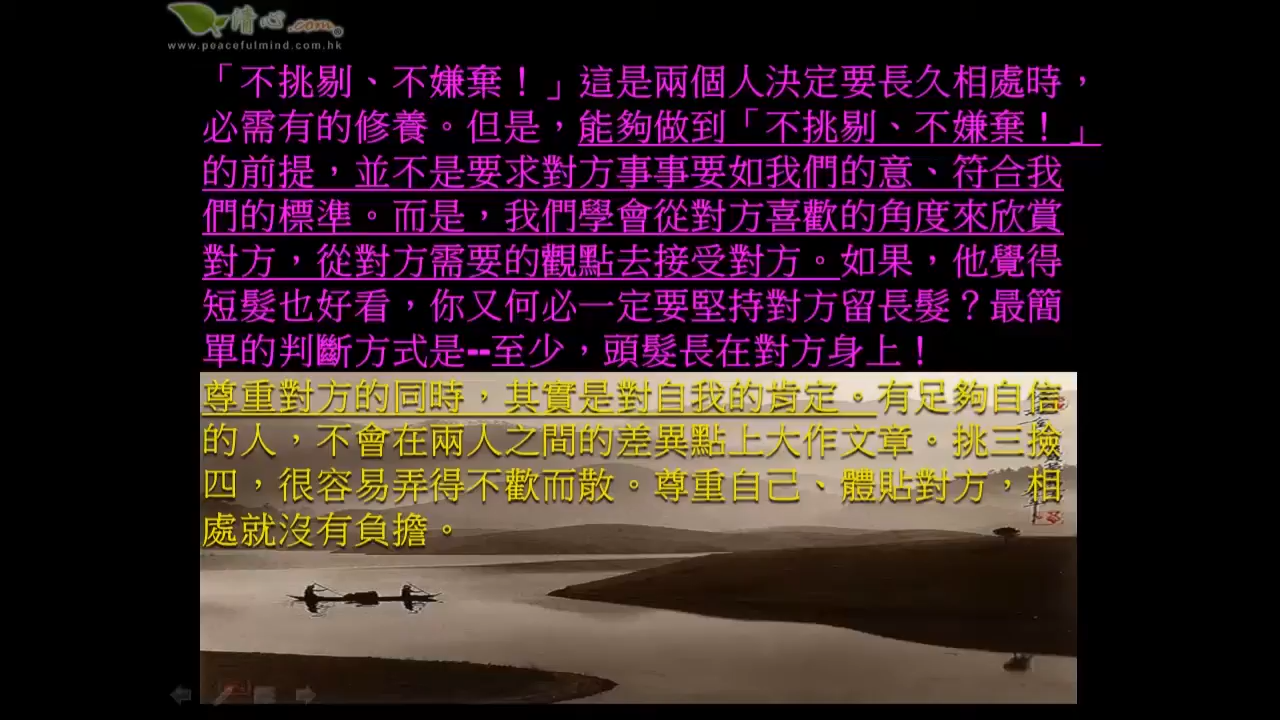 清心.com
www.peacefulmind.com.hk
「不挑剔、不嫌棄！」這是兩個人決定要長久相處時，
必需有的修養。但是，能夠做到「不挑剔、不嫌棄！」
的前提，並不是要求對方事事要如我們的意、符合我
們的標準。而是，我們學會從對方喜歡的角度來欣賞
對方，從對方需要的觀點去接受對方。如果，他覺得
短髮也好看，你又何必一定要堅持對方留長髮？最簡
單的判斷方式是--至少，頭髮長在對方身上！
尊重對方的同時，其實是對自我的肯定。有足夠自信
的人，不會在兩人之間的差異點上大作文章。挑三撿
四，很容易弄得不歡而散。尊重自己、體貼對方，相
處就沒有負擔。